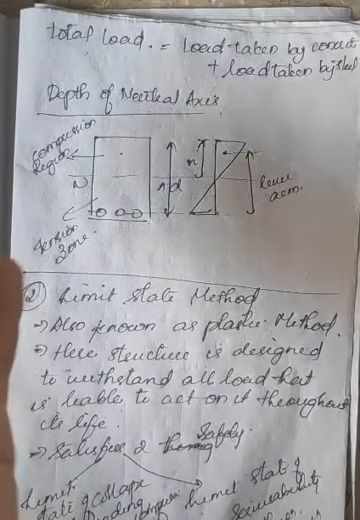 total load. = Load taken by concret
+ load taken by steel
Depth of Neutral Axis
Compression
Region
N
A
d
n
lever
arm.
Tension
Zone.
② Limit State Method
→ Also known as plastic Method.
→ Here structure is designed
to withstand all load that
is liable to act on it throughout
its life.
→ Satisfies 2 Safety.
Limit
State of collapse
Limit State of
Serviceability